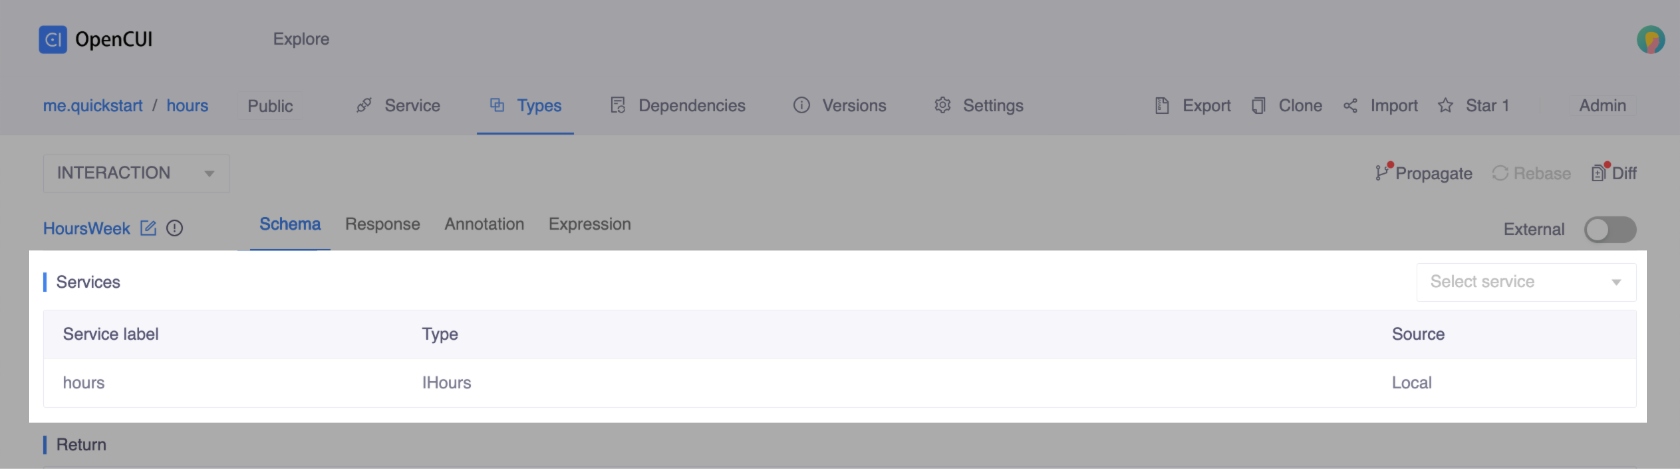 CI OpenCUI Explore
me.quickstart / hours Public Service Types Dependencies Versions Settings Export Clone Import Star 1 Admin
INTERACTION Propagate Rebase Diff
HoursWeek Schema Response Annotation Expression External
Services Select service
Service label Type Source
hours IHours Local
Return